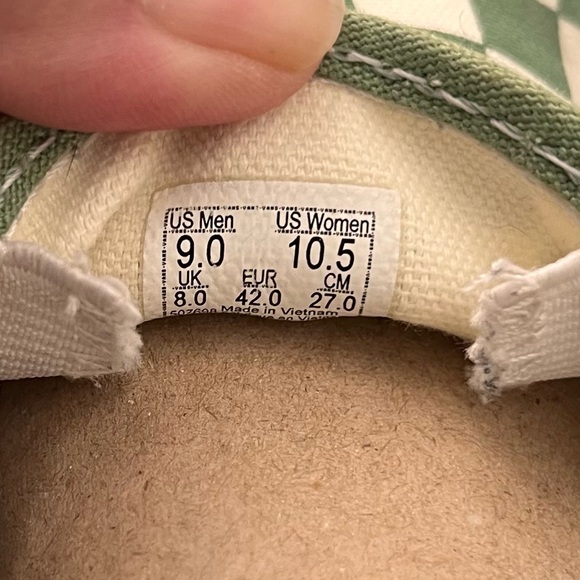 US Men US Women
9.0 10.5
UK EUR CM
8.0 42.0 27.0
507698 Made in Vietnam